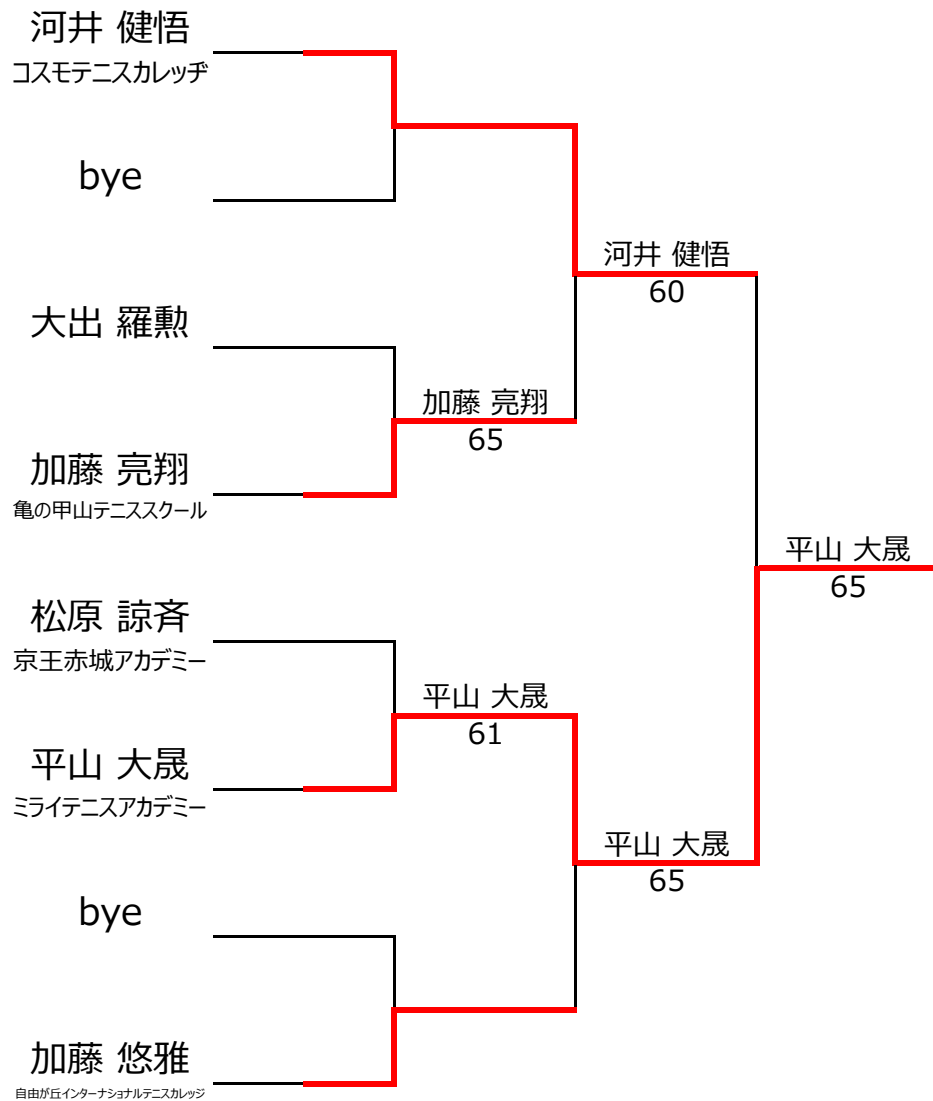 河井 健悟
コスモテニスカレッヂ
bye
大出 羅勲
加藤 亮翔
亀の甲山テニススクール
松原 諒斉
京王赤城アカデミー
平山 大晟
ミライテニスアカデミー
bye
加藤 悠雅
自由が丘インターナショナルテニスカレッジ
加藤 亮翔
65
平山 大晟
61
河井 健悟
60
平山 大晟
65
平山 大晟
65